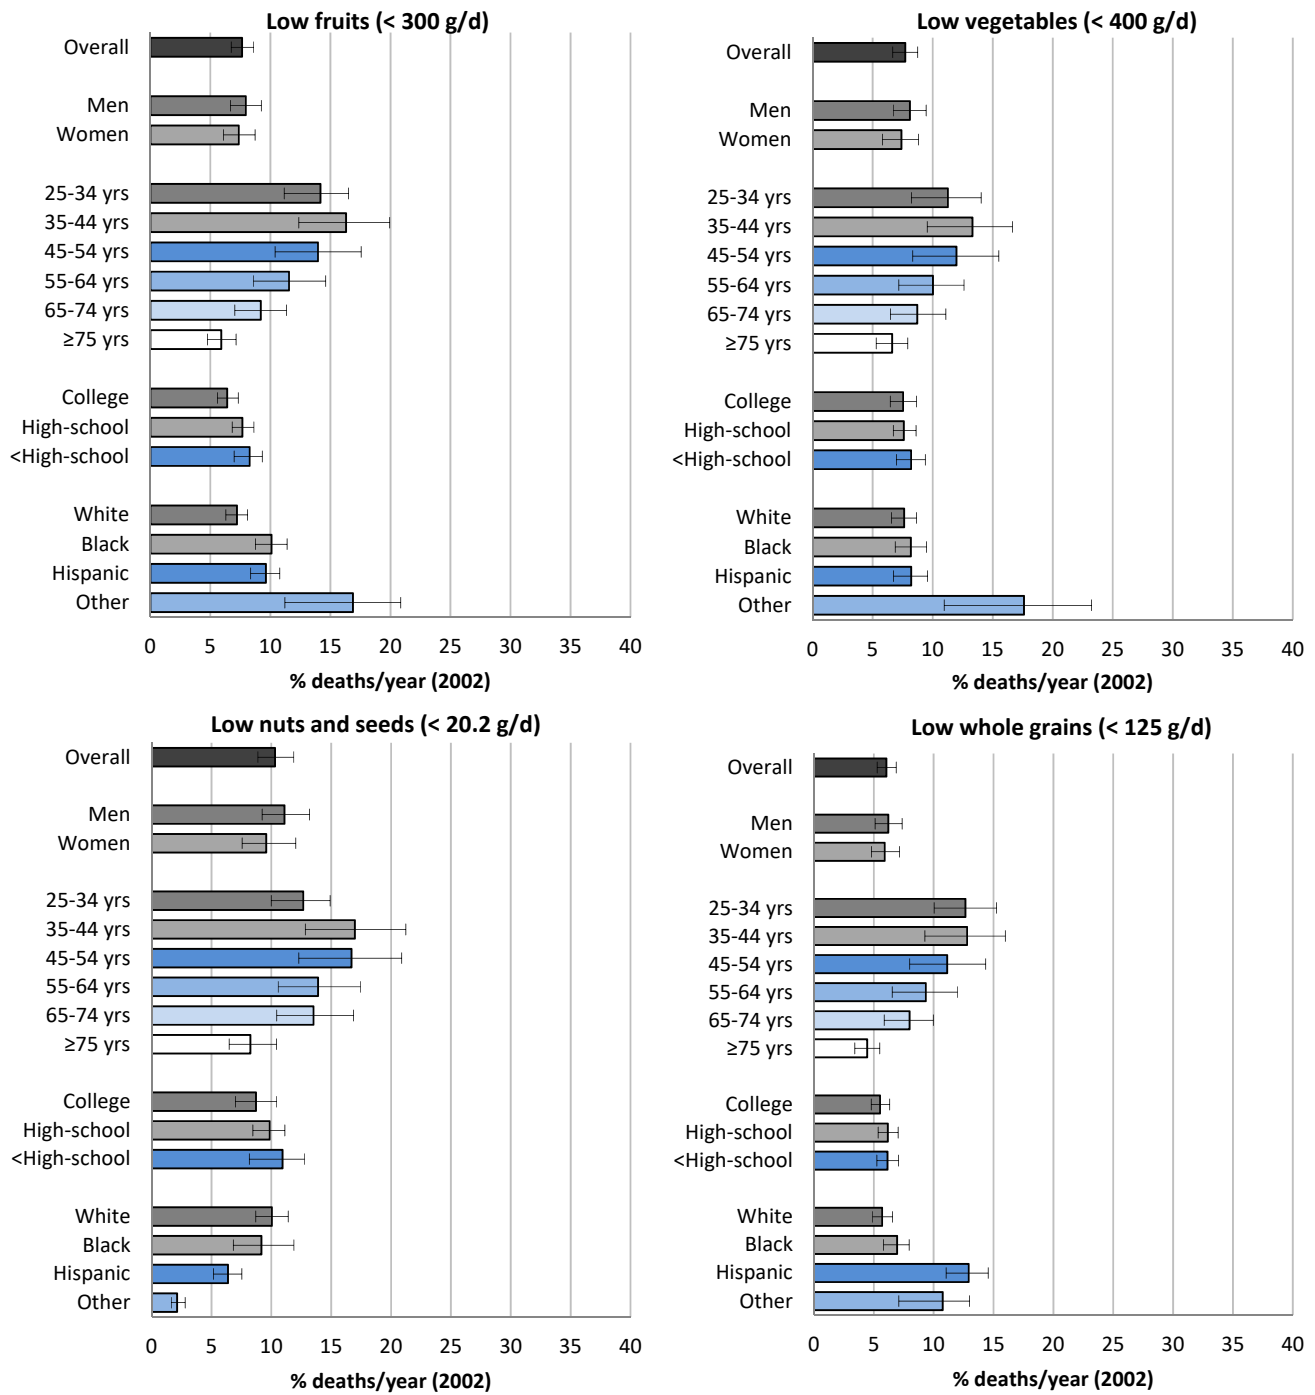 Low fruits (< 300 g/d)
Overall
Men
Women
25-34 yrs
35-44 yrs
45-54 yrs
55-64 yrs
65-74 yrs
≥75 yrs
College
High-school
<High-school
White
Black
Hispanic
Other
0 5 10 15 20 25 30 35 40
% deaths/year (2002)
Low vegetables (< 400 g/d)
Overall
Men
Women
25-34 yrs
35-44 yrs
45-54 yrs
55-64 yrs
65-74 yrs
≥75 yrs
College
High-school
<High-school
White
Black
Hispanic
Other
0 5 10 15 20 25 30 35 40
% deaths/year (2002)
Low nuts and seeds (< 20.2 g/d)
Overall
Men
Women
25-34 yrs
35-44 yrs
45-54 yrs
55-64 yrs
65-74 yrs
≥75 yrs
College
High-school
<High-school
White
Black
Hispanic
Other
0 5 10 15 20 25 30 35 40
% deaths/year (2002)
Low whole grains (< 125 g/d)
Overall
Men
Women
25-34 yrs
35-44 yrs
45-54 yrs
55-64 yrs
65-74 yrs
≥75 yrs
College
High-school
<High-school
White
Black
Hispanic
Other
0 5 10 15 20 25 30 35 40
% deaths/year (2002)